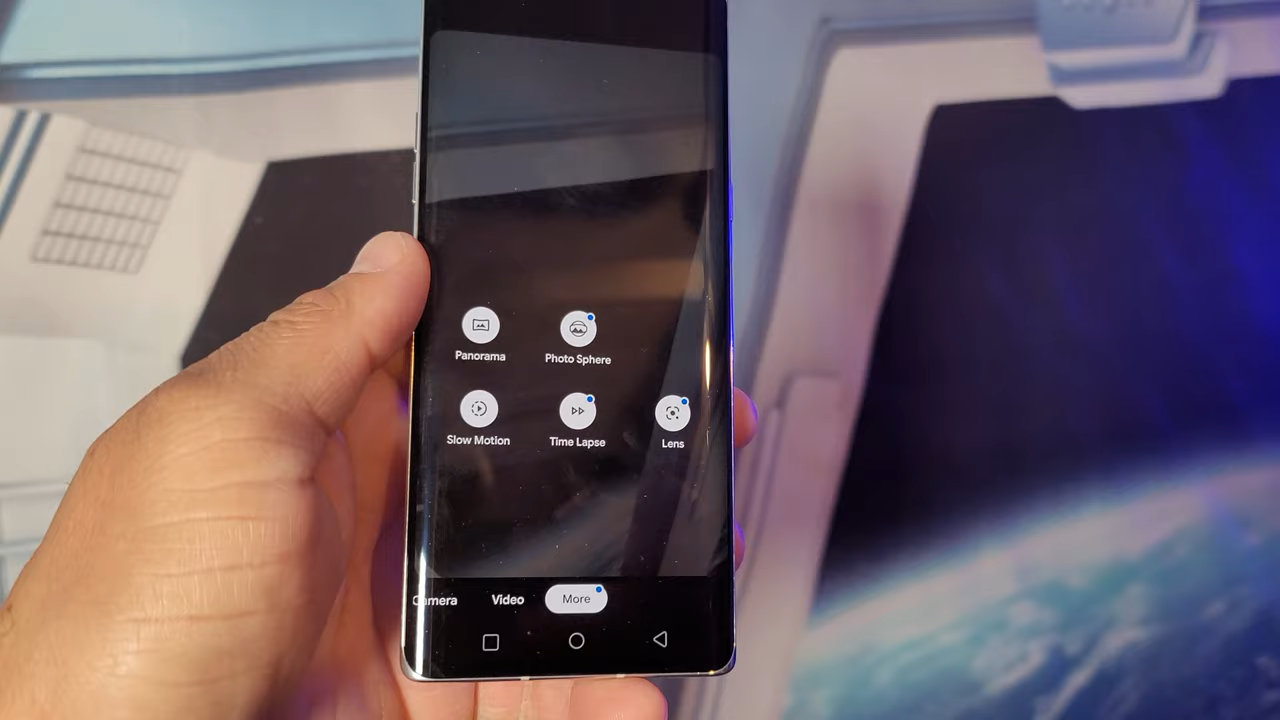 Panorama
Photo Sphere
Slow Motion
Time Lapse
Lens
Camera
Video
More